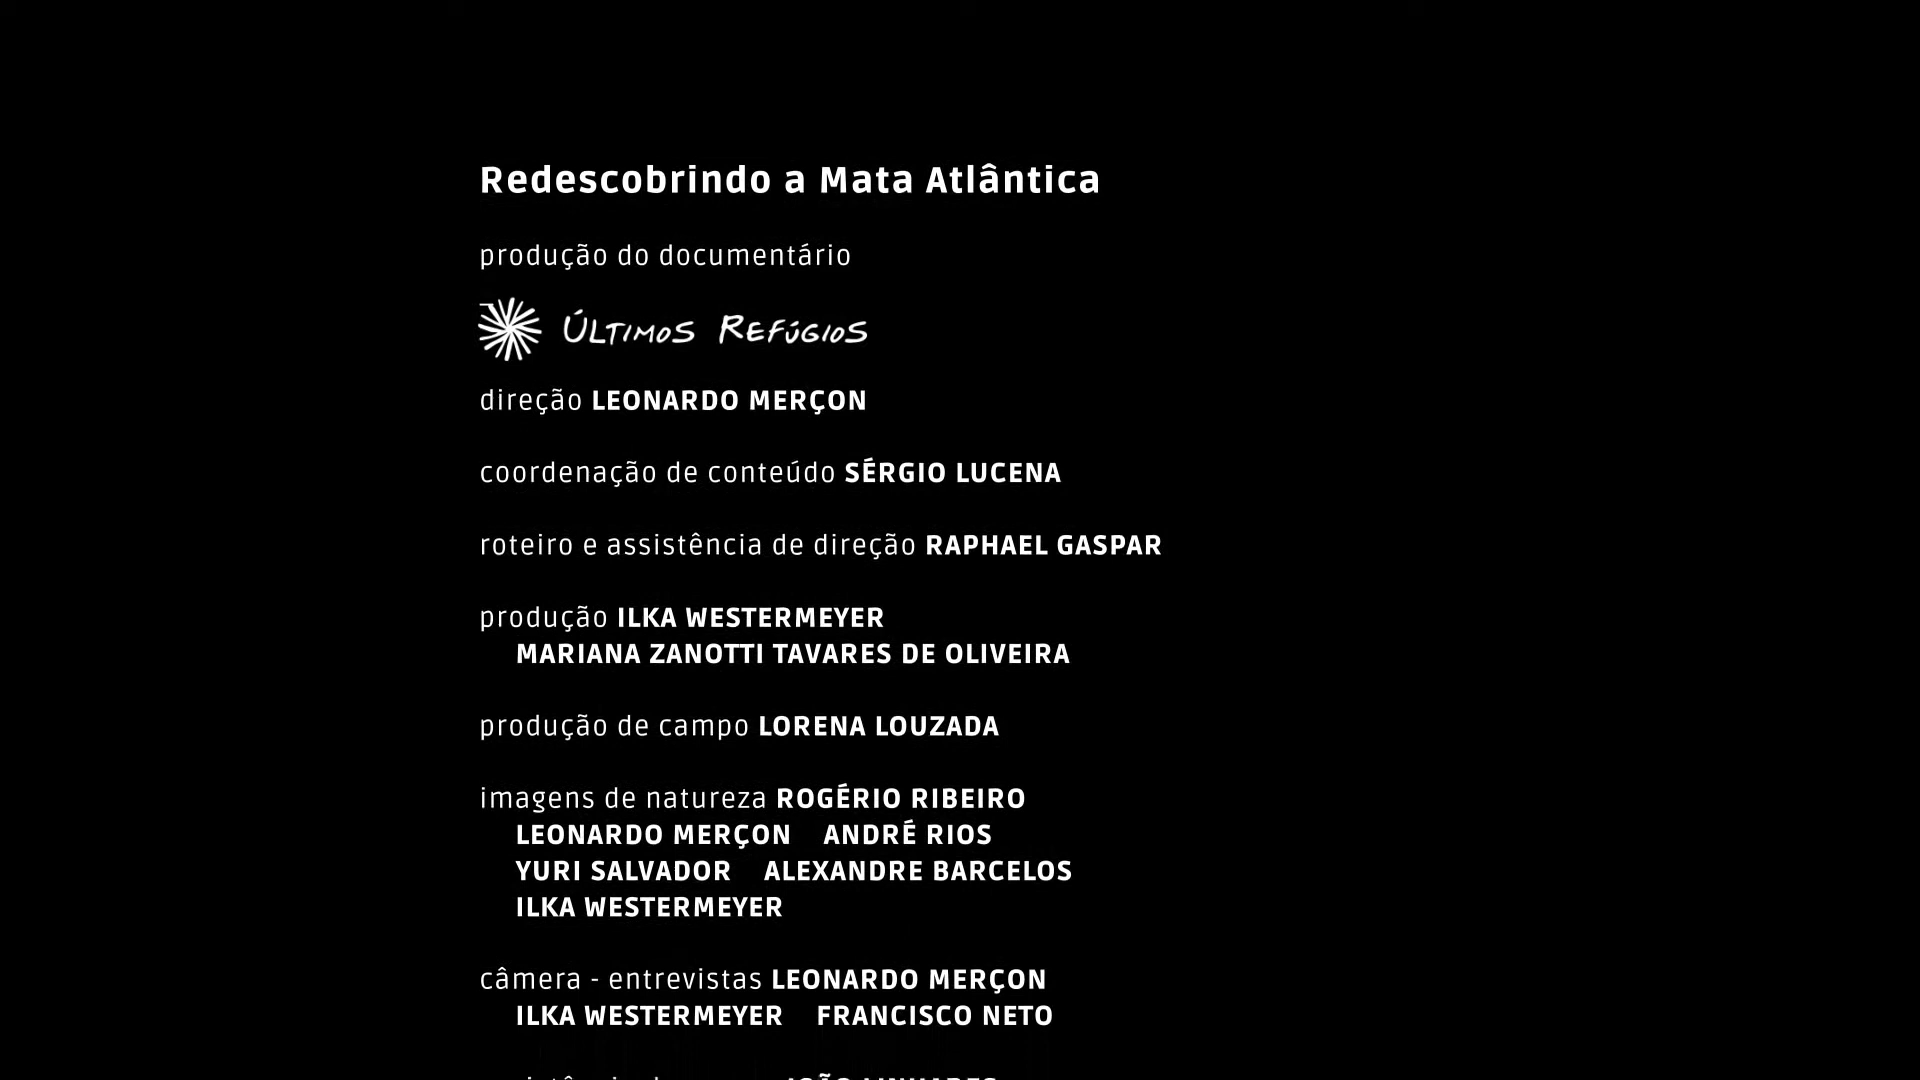 Redescobrindo a Mata Atlântica
produção do documentário
ÚLTIMOS REFÚGIOS
direção LEONARDO MERÇON
coordenação de conteúdo SÉRGIO LUCENA
roteiro e assistência de direção RAPHAEL GASPAR
produção ILKA WESTERMEYER
MARIANA ZANOTTI TAVARES DE OLIVEIRA
produção de campo LORENA LOUZADA
imagens de natureza ROGÉRIO RIBEIRO
LEONARDO MERÇON ANDRÉ RIOS
YURI SALVADOR ALEXANDRE BARCELOS
ILKA WESTERMEYER
câmera - entrevistas LEONARDO MERÇON
ILKA WESTERMEYER FRANCISCO NETO
JOÃO LINHARES